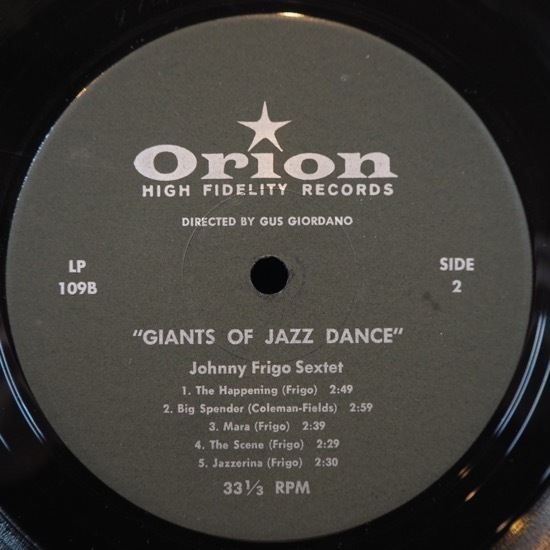 Orion
HIGH FIDELITY RECORDS
DIRECTED BY GUS GIORDANO
LP
109B
SIDE
2
"GIANTS OF JAZZ DANCE"
Johnny Frigo Sextet
1. The Happening (Frigo) 2:49
2. Big Spender (Coleman-Fields) 2:59
3. Mara (Frigo) 2:39
4. The Scene (Frigo) 2:29
5. Jazzerina (Frigo) 2:30
33 1/3 RPM